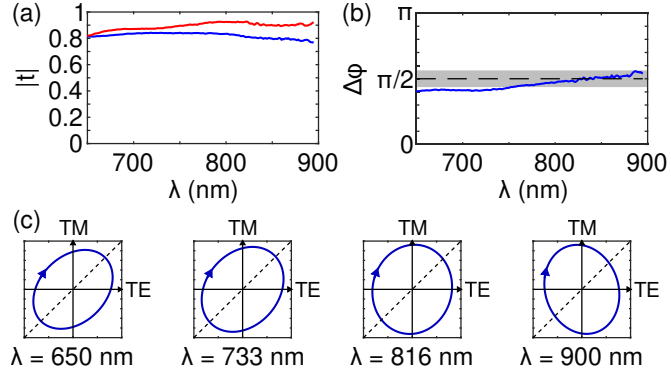 (a)
1
0.8
0.6
0.4
0.2
0
|t|
700
800
900
λ (nm)
(b)
π
π/2
0
Δφ
700
800
900
λ (nm)
(c)
TM
TE
λ = 650 nm
TM
TE
λ = 733 nm
TM
TE
λ = 816 nm
TM
TE
λ = 900 nm